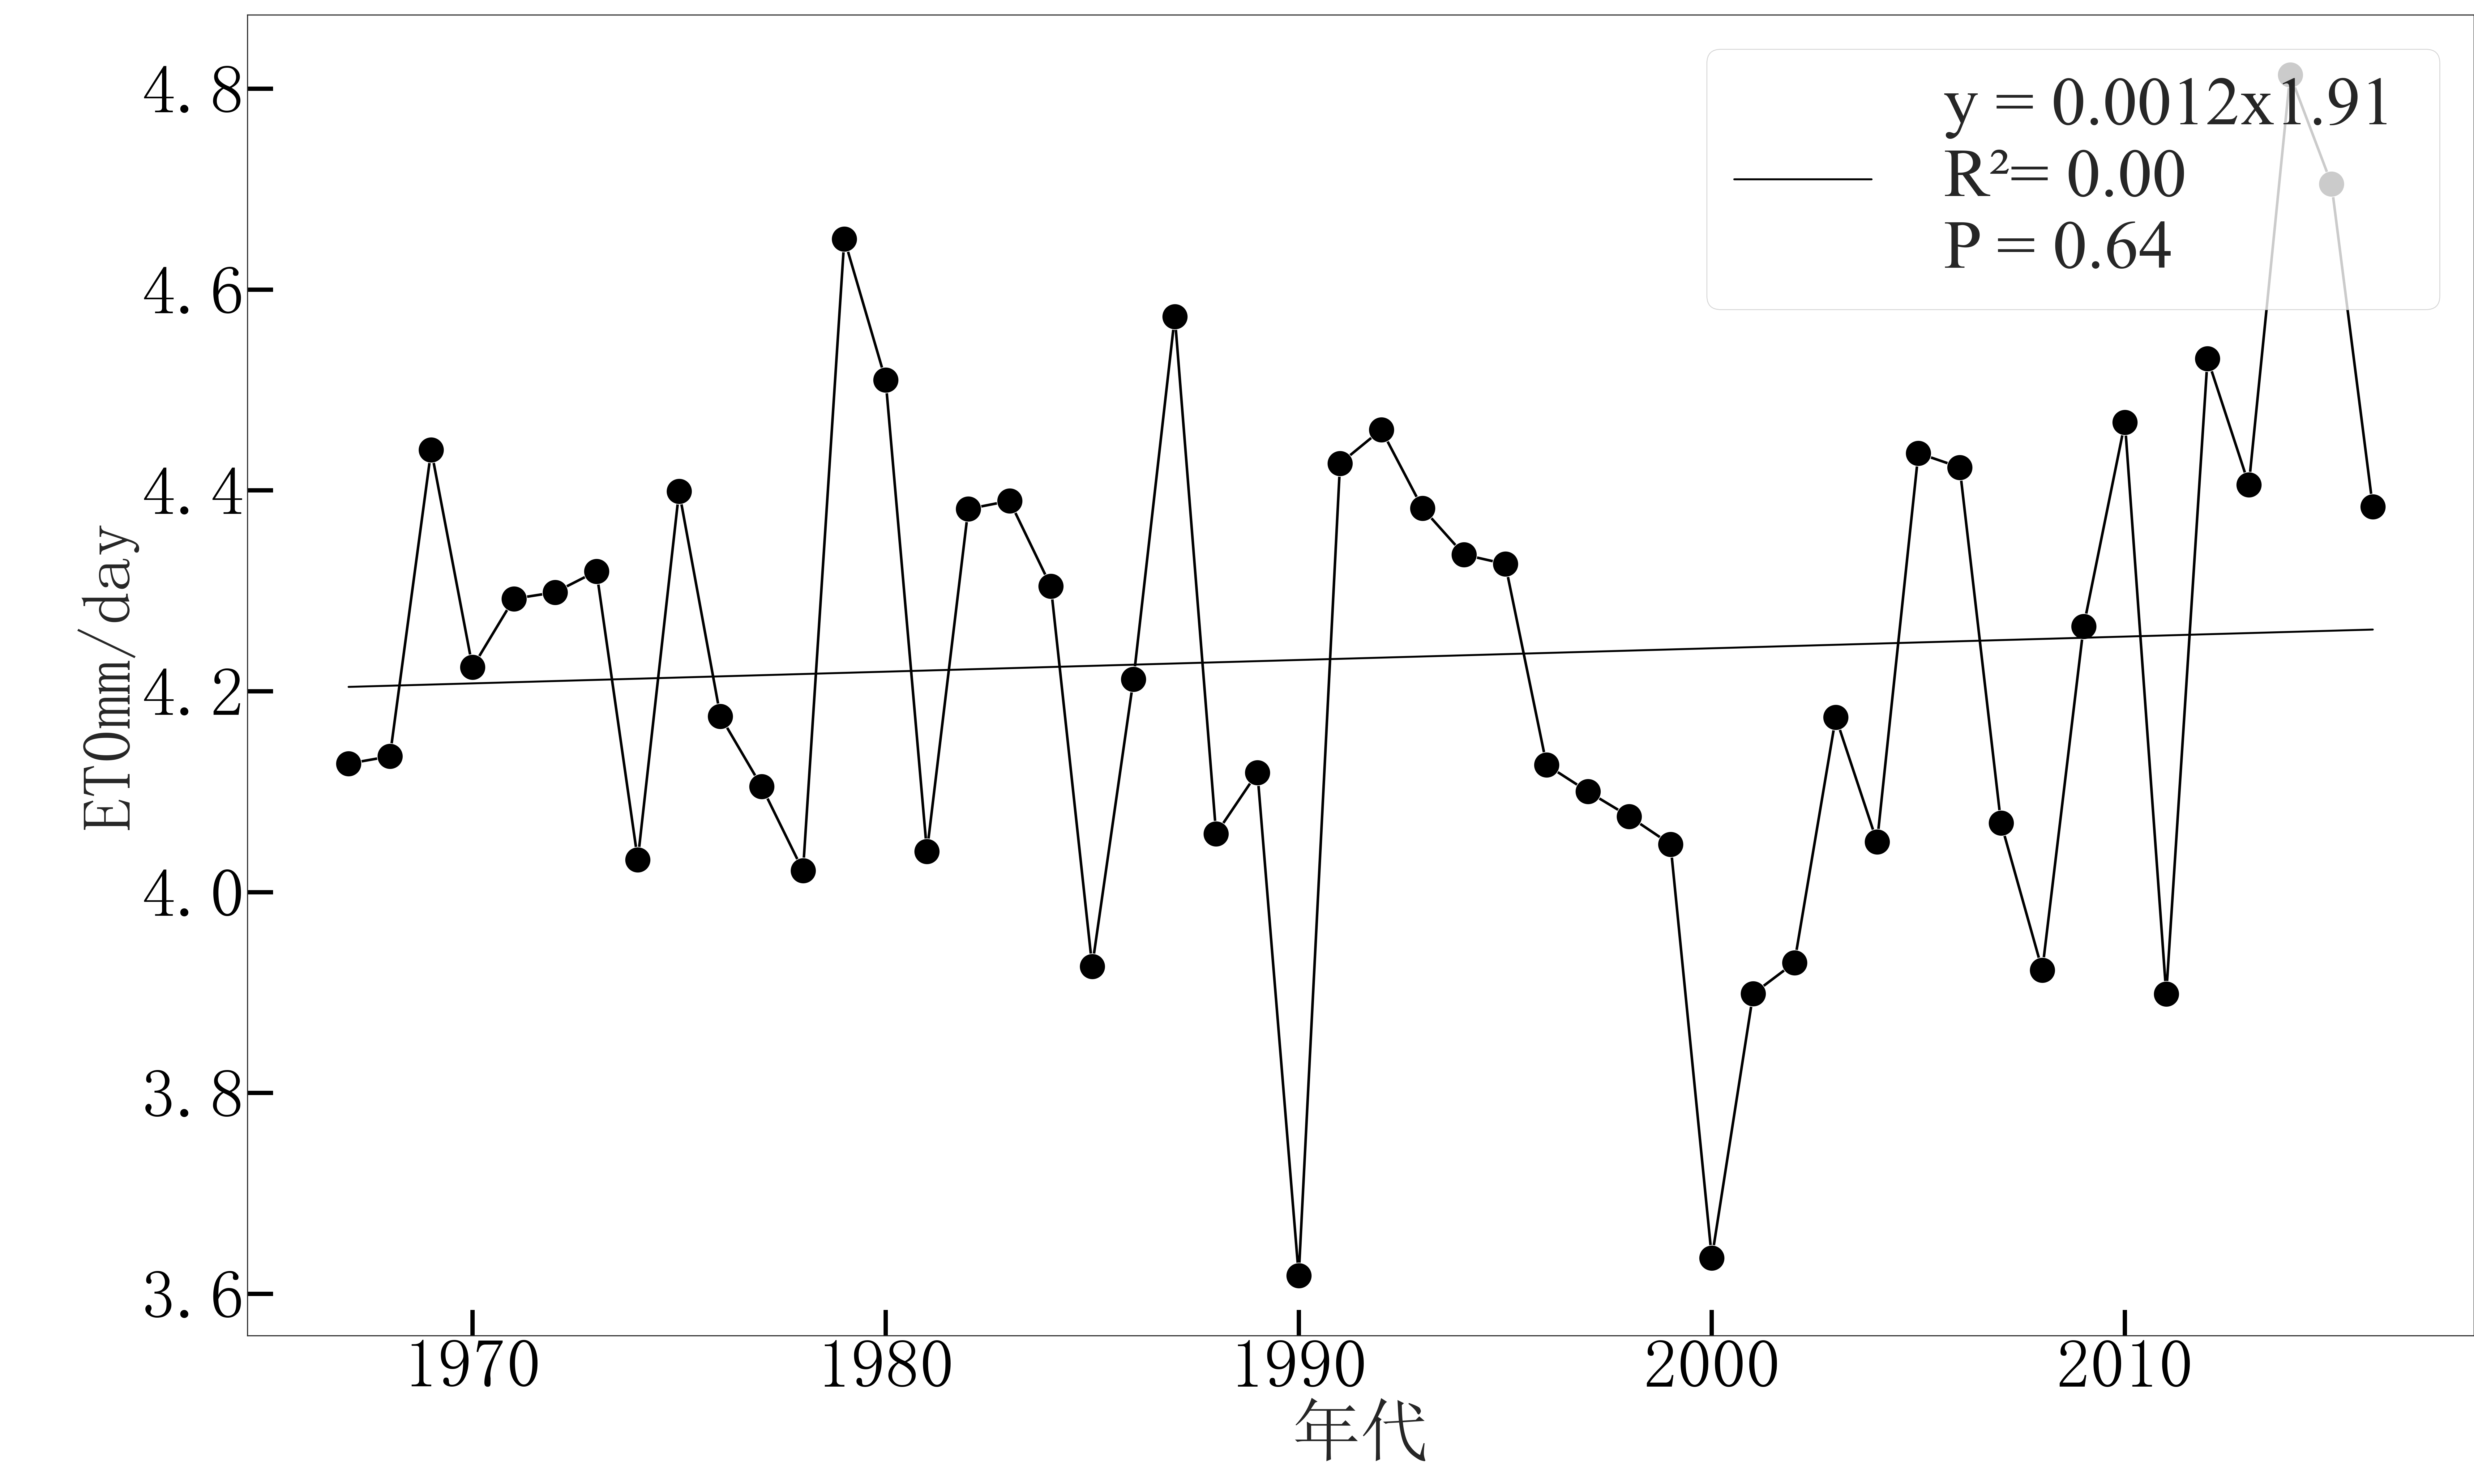 y = 0.0012x1.91
R²= 0.00
P = 0.64
4.8
4.6
4.4
4.2
4.0
3.8
3.6
ET0mm/day
1970 1980 1990 2000 2010
年代